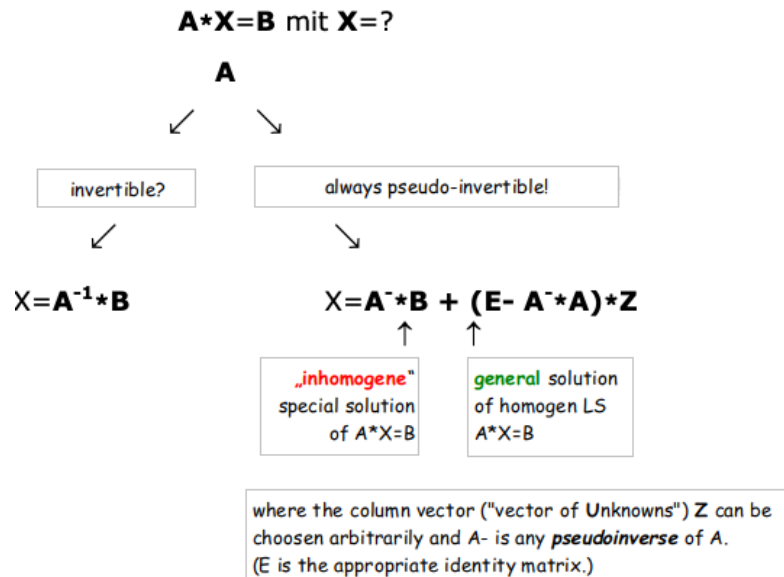 A*X=B mit X=?
A
invertible?
always pseudo-invertible!
X=A⁻¹*B
X=A⁻*B + (E- A⁻*A)*Z
„inhomogene“
special solution
of A*X=B
general solution
of homogen LS
A*X=B
where the column vector ("vector of Unknowns") Z can be
choosen arbitrarily and A- is any pseudoinverse of A.
(E is the appropriate identity matrix.)